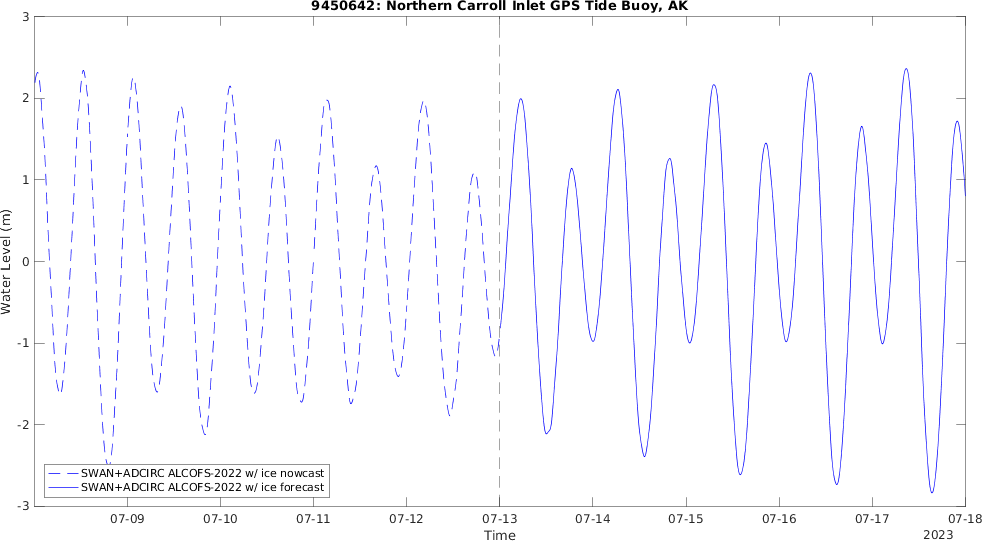 9450642: Northern Carroll Inlet GPS Tide Buoy, AK
3
2
1
0
-1
-2
-3
Water Level (m)
SWAN+ADCIRC ALCOFS-2022 w/ ice nowcast
SWAN+ADCIRC ALCOFS-2022 w/ ice forecast
07-09 07-10 07-11 07-12 07-13 07-14 07-15 07-16 07-17 07-18
Time
2023